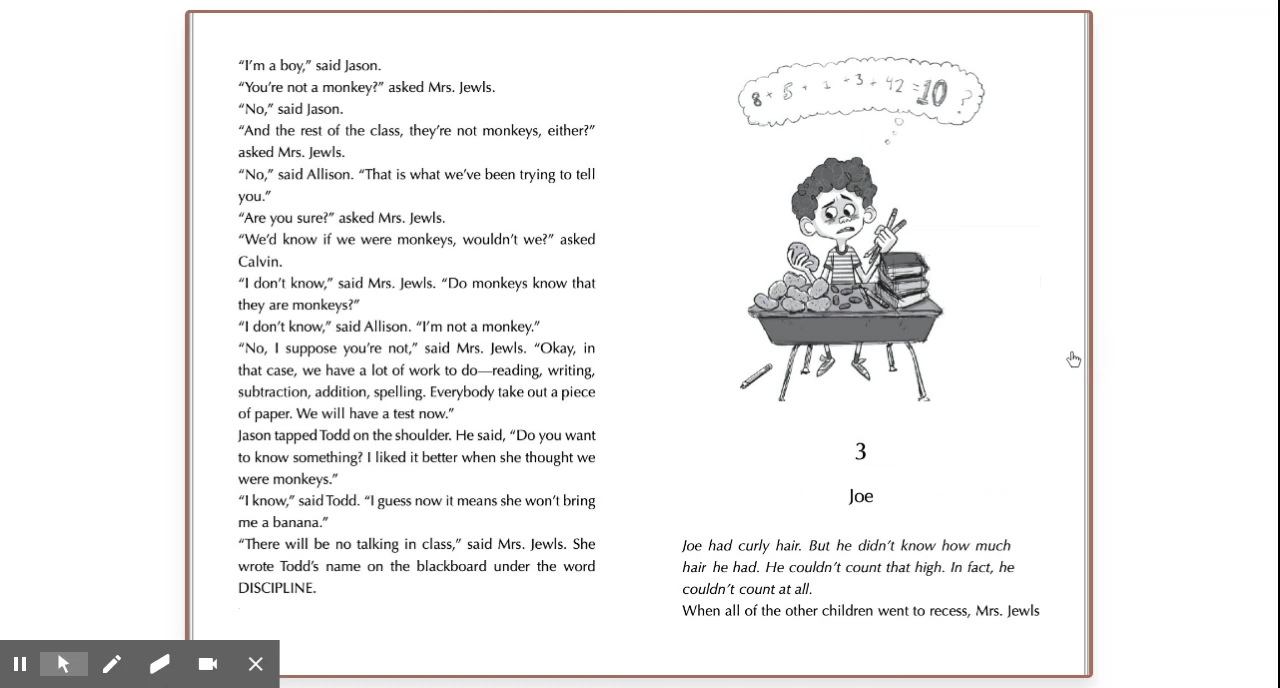 “I’m a boy,” said Jason.
“You’re not a monkey?” asked Mrs. Jewls.
“No,” said Jason.
“And the rest of the class, they’re not monkeys, either?”
asked Mrs. Jewls.
“No,” said Allison. “That is what we’ve been trying to tell
you.”
“Are you sure?” asked Mrs. Jewls.
“We’d know if we were monkeys, wouldn’t we?” asked
Calvin.
“I don’t know,” said Mrs. Jewls. “Do monkeys know that
they are monkeys?”
“I don’t know,” said Allison. “I’m not a monkey.”
“No, I suppose you’re not,” said Mrs. Jewls. “Okay, in
that case, we have a lot of work to do—reading, writing,
subtraction, addition, spelling. Everybody take out a piece
of paper. We will have a test now.”
Jason tapped Todd on the shoulder. He said, “Do you want
to know something? I liked it better when she thought we
were monkeys.”
“I know,” said Todd. “I guess now it means she won’t bring
me a banana.”
“There will be no talking in class,” said Mrs. Jewls. She
wrote Todd’s name on the blackboard under the word
DISCIPLINE.
8 + 5 + 1 + 3 + 42 = 10 ?
3
Joe
Joe had curly hair. But he didn’t know how much
hair he had. He couldn’t count that high. In fact, he
couldn’t count at all.
When all of the other children went to recess, Mrs. Jewls